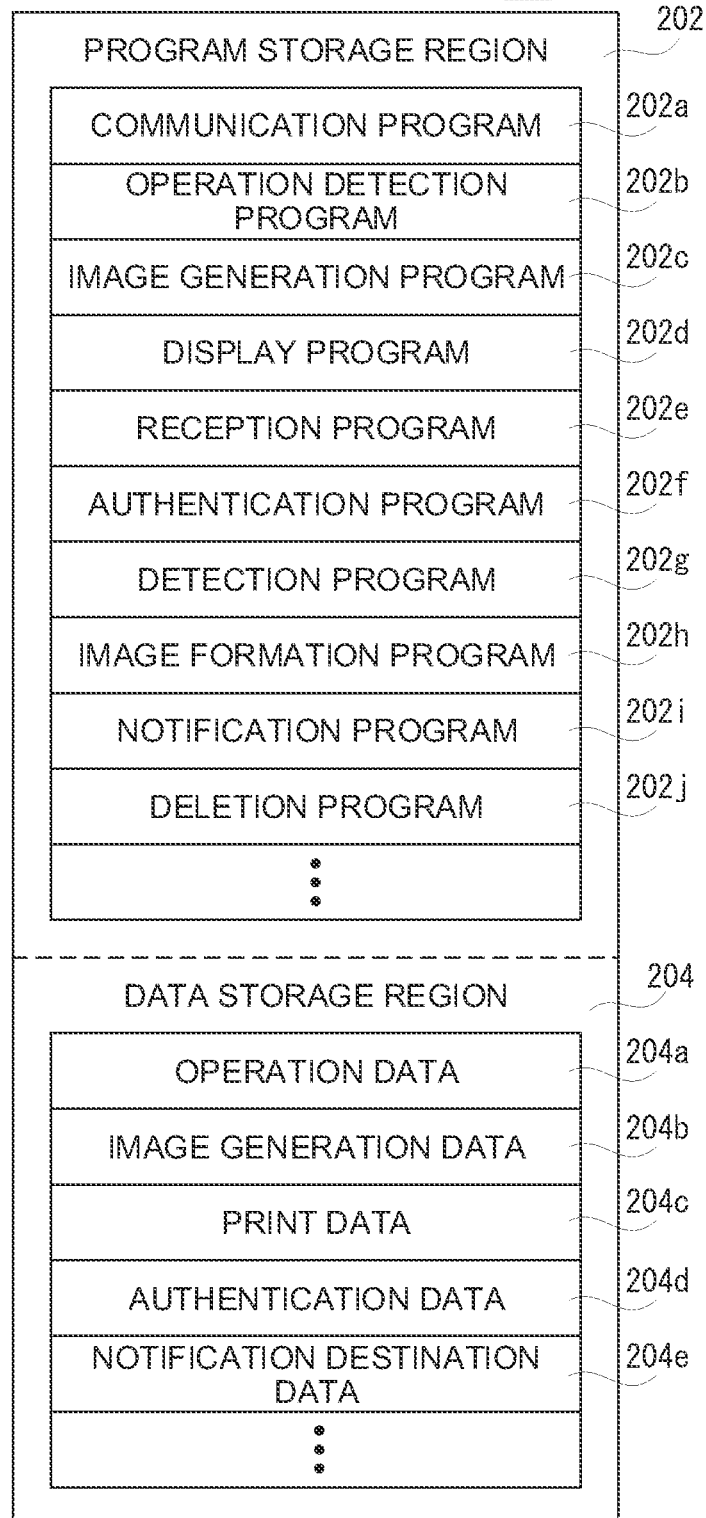 202
PROGRAM STORAGE REGION
COMMUNICATION PROGRAM 202a
OPERATION DETECTION
PROGRAM 202b
IMAGE GENERATION PROGRAM 202c
DISPLAY PROGRAM 202d
RECEPTION PROGRAM 202e
AUTHENTICATION PROGRAM 202f
DETECTION PROGRAM 202g
IMAGE FORMATION PROGRAM 202h
NOTIFICATION PROGRAM 202i
DELETION PROGRAM 202j
204
DATA STORAGE REGION
OPERATION DATA 204a
IMAGE GENERATION DATA 204b
PRINT DATA 204c
AUTHENTICATION DATA 204d
NOTIFICATION DESTINATION
DATA 204e